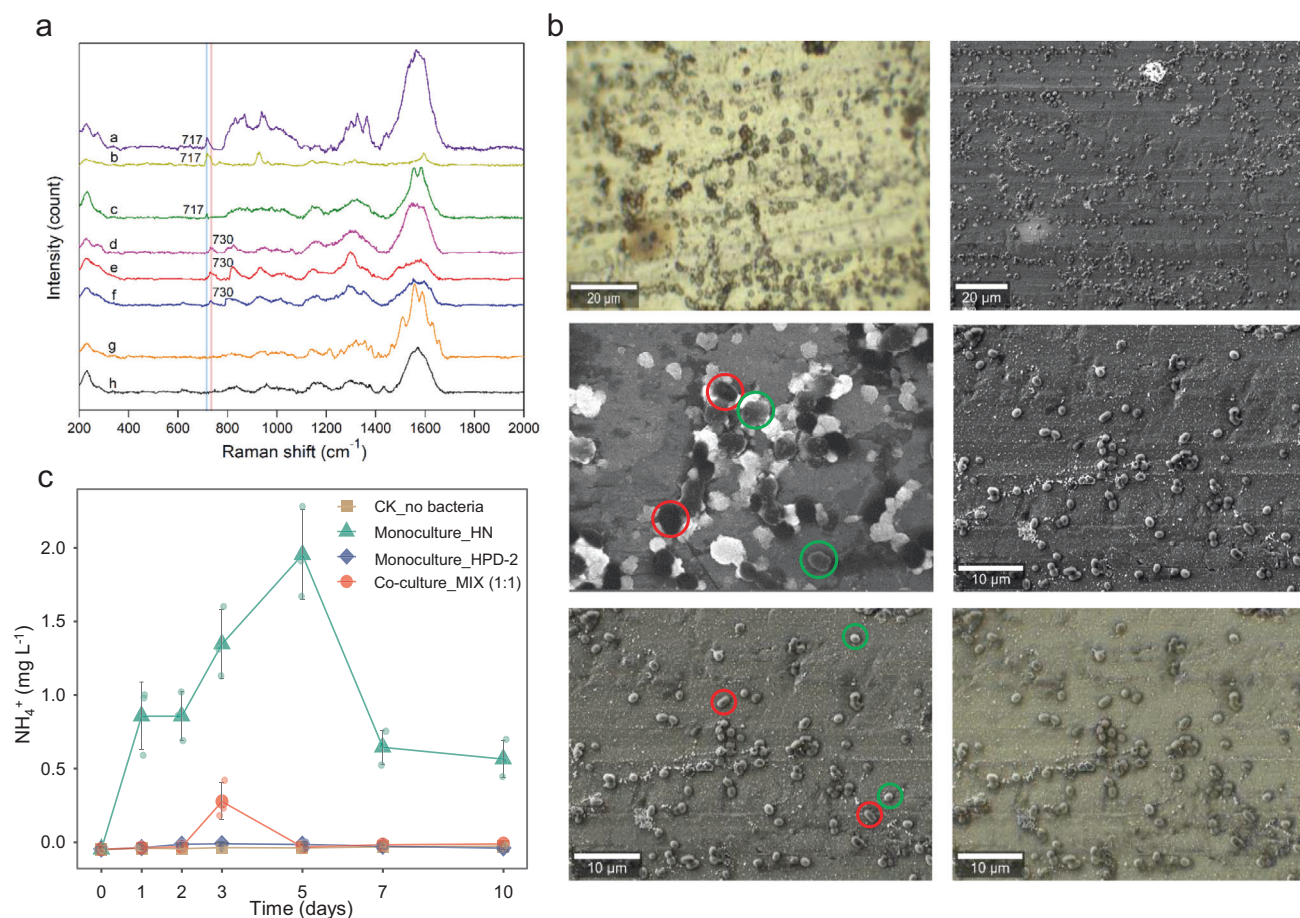 a
b
a
717
b
717
c
717
d
730
e
730
f
730
g
h
Intensity (count)
200 400 600 800 1000 1200 1400 1600 1800 2000
Raman shift (cm⁻¹)
20 µm
20 µm
10 µm
10 µm
10 µm
c
CK_no bacteria
Monoculture_HN
Monoculture_HPD-2
Co-culture_MIX (1:1)
NH₄⁺ (mg L⁻¹)
2.0
1.5
1.0
0.5
0.0
0 1 2 3 5 7 10
Time (days)